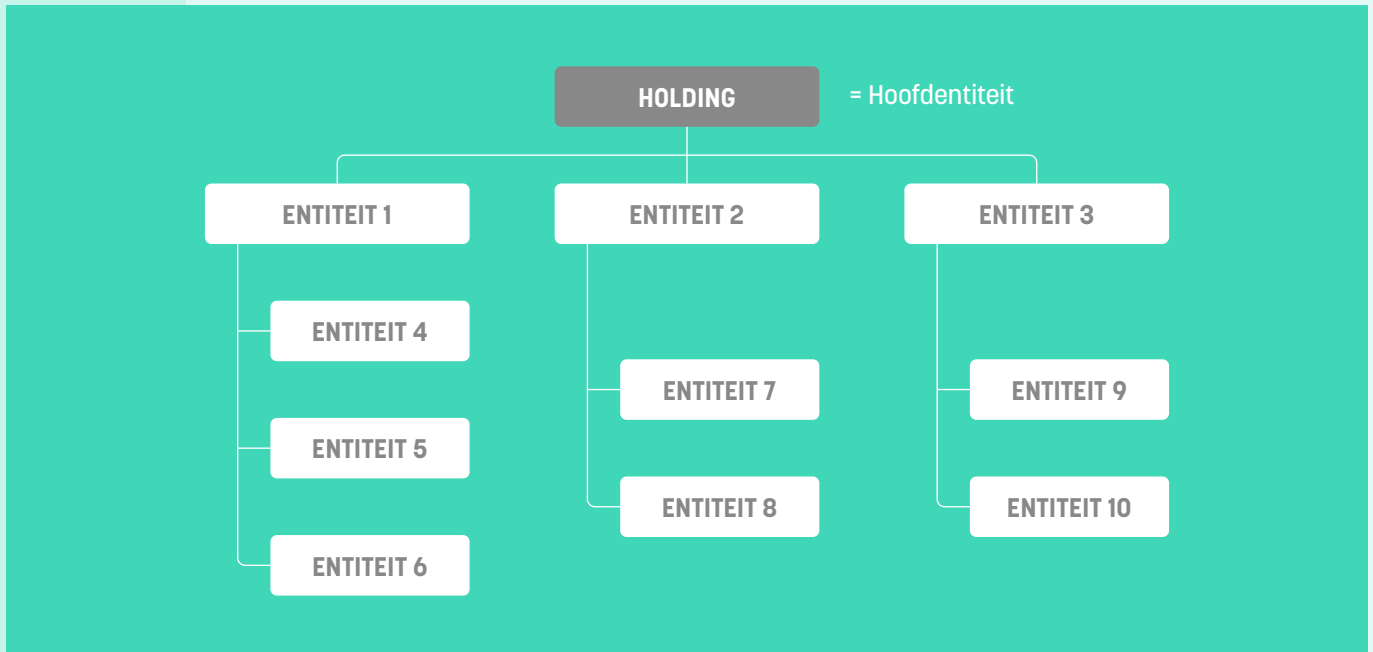 HOLDING
= Hoofdentiteit
ENTITEIT 1
ENTITEIT 2
ENTITEIT 3
ENTITEIT 4
ENTITEIT 5
ENTITEIT 6
ENTITEIT 7
ENTITEIT 8
ENTITEIT 9
ENTITEIT 10